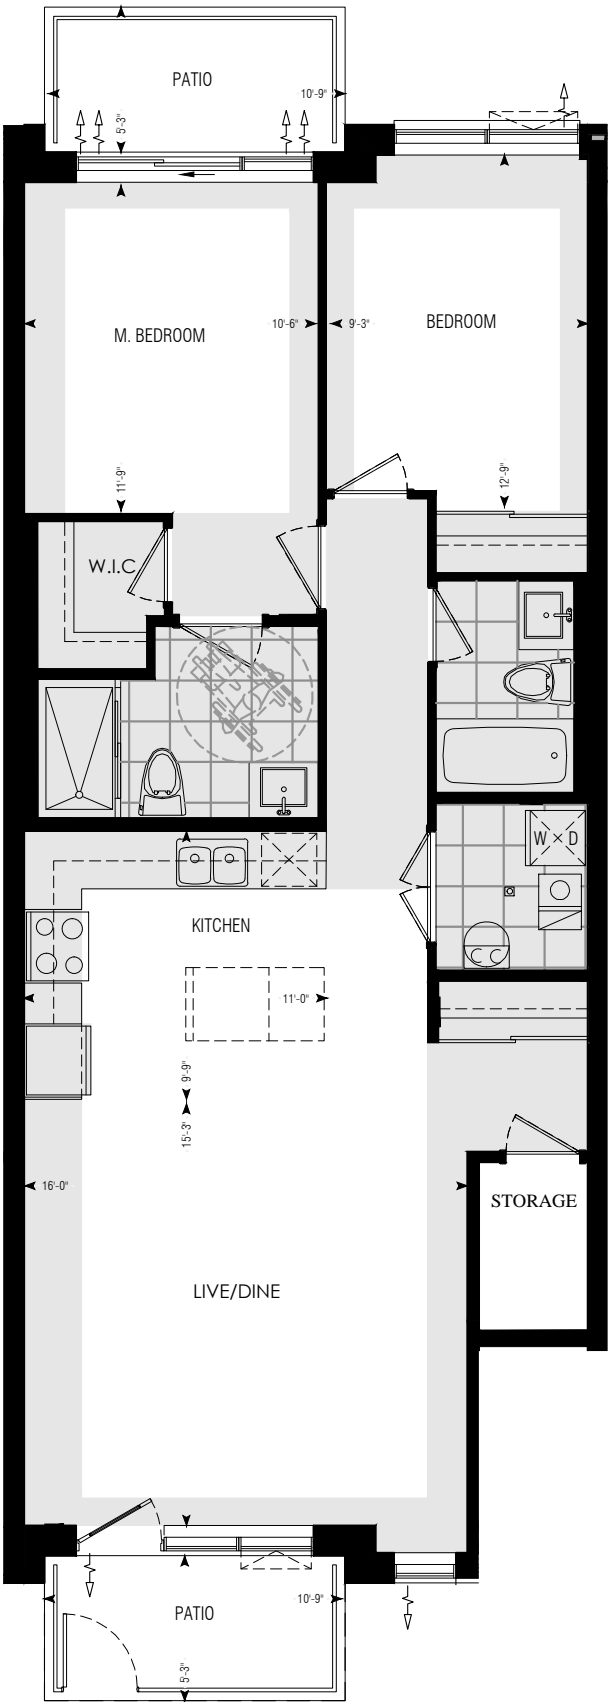 PATIO
10'-9"
5'-3"
M. BEDROOM
10'-6"
9'-3"
BEDROOM
11'-9"
12'-9"
W.I.C
W D
KITCHEN
11'-0"
9'-9"
15'-3"
16'-0"
STORAGE
LIVE/DINE
PATIO
10'-9"
5'-3"